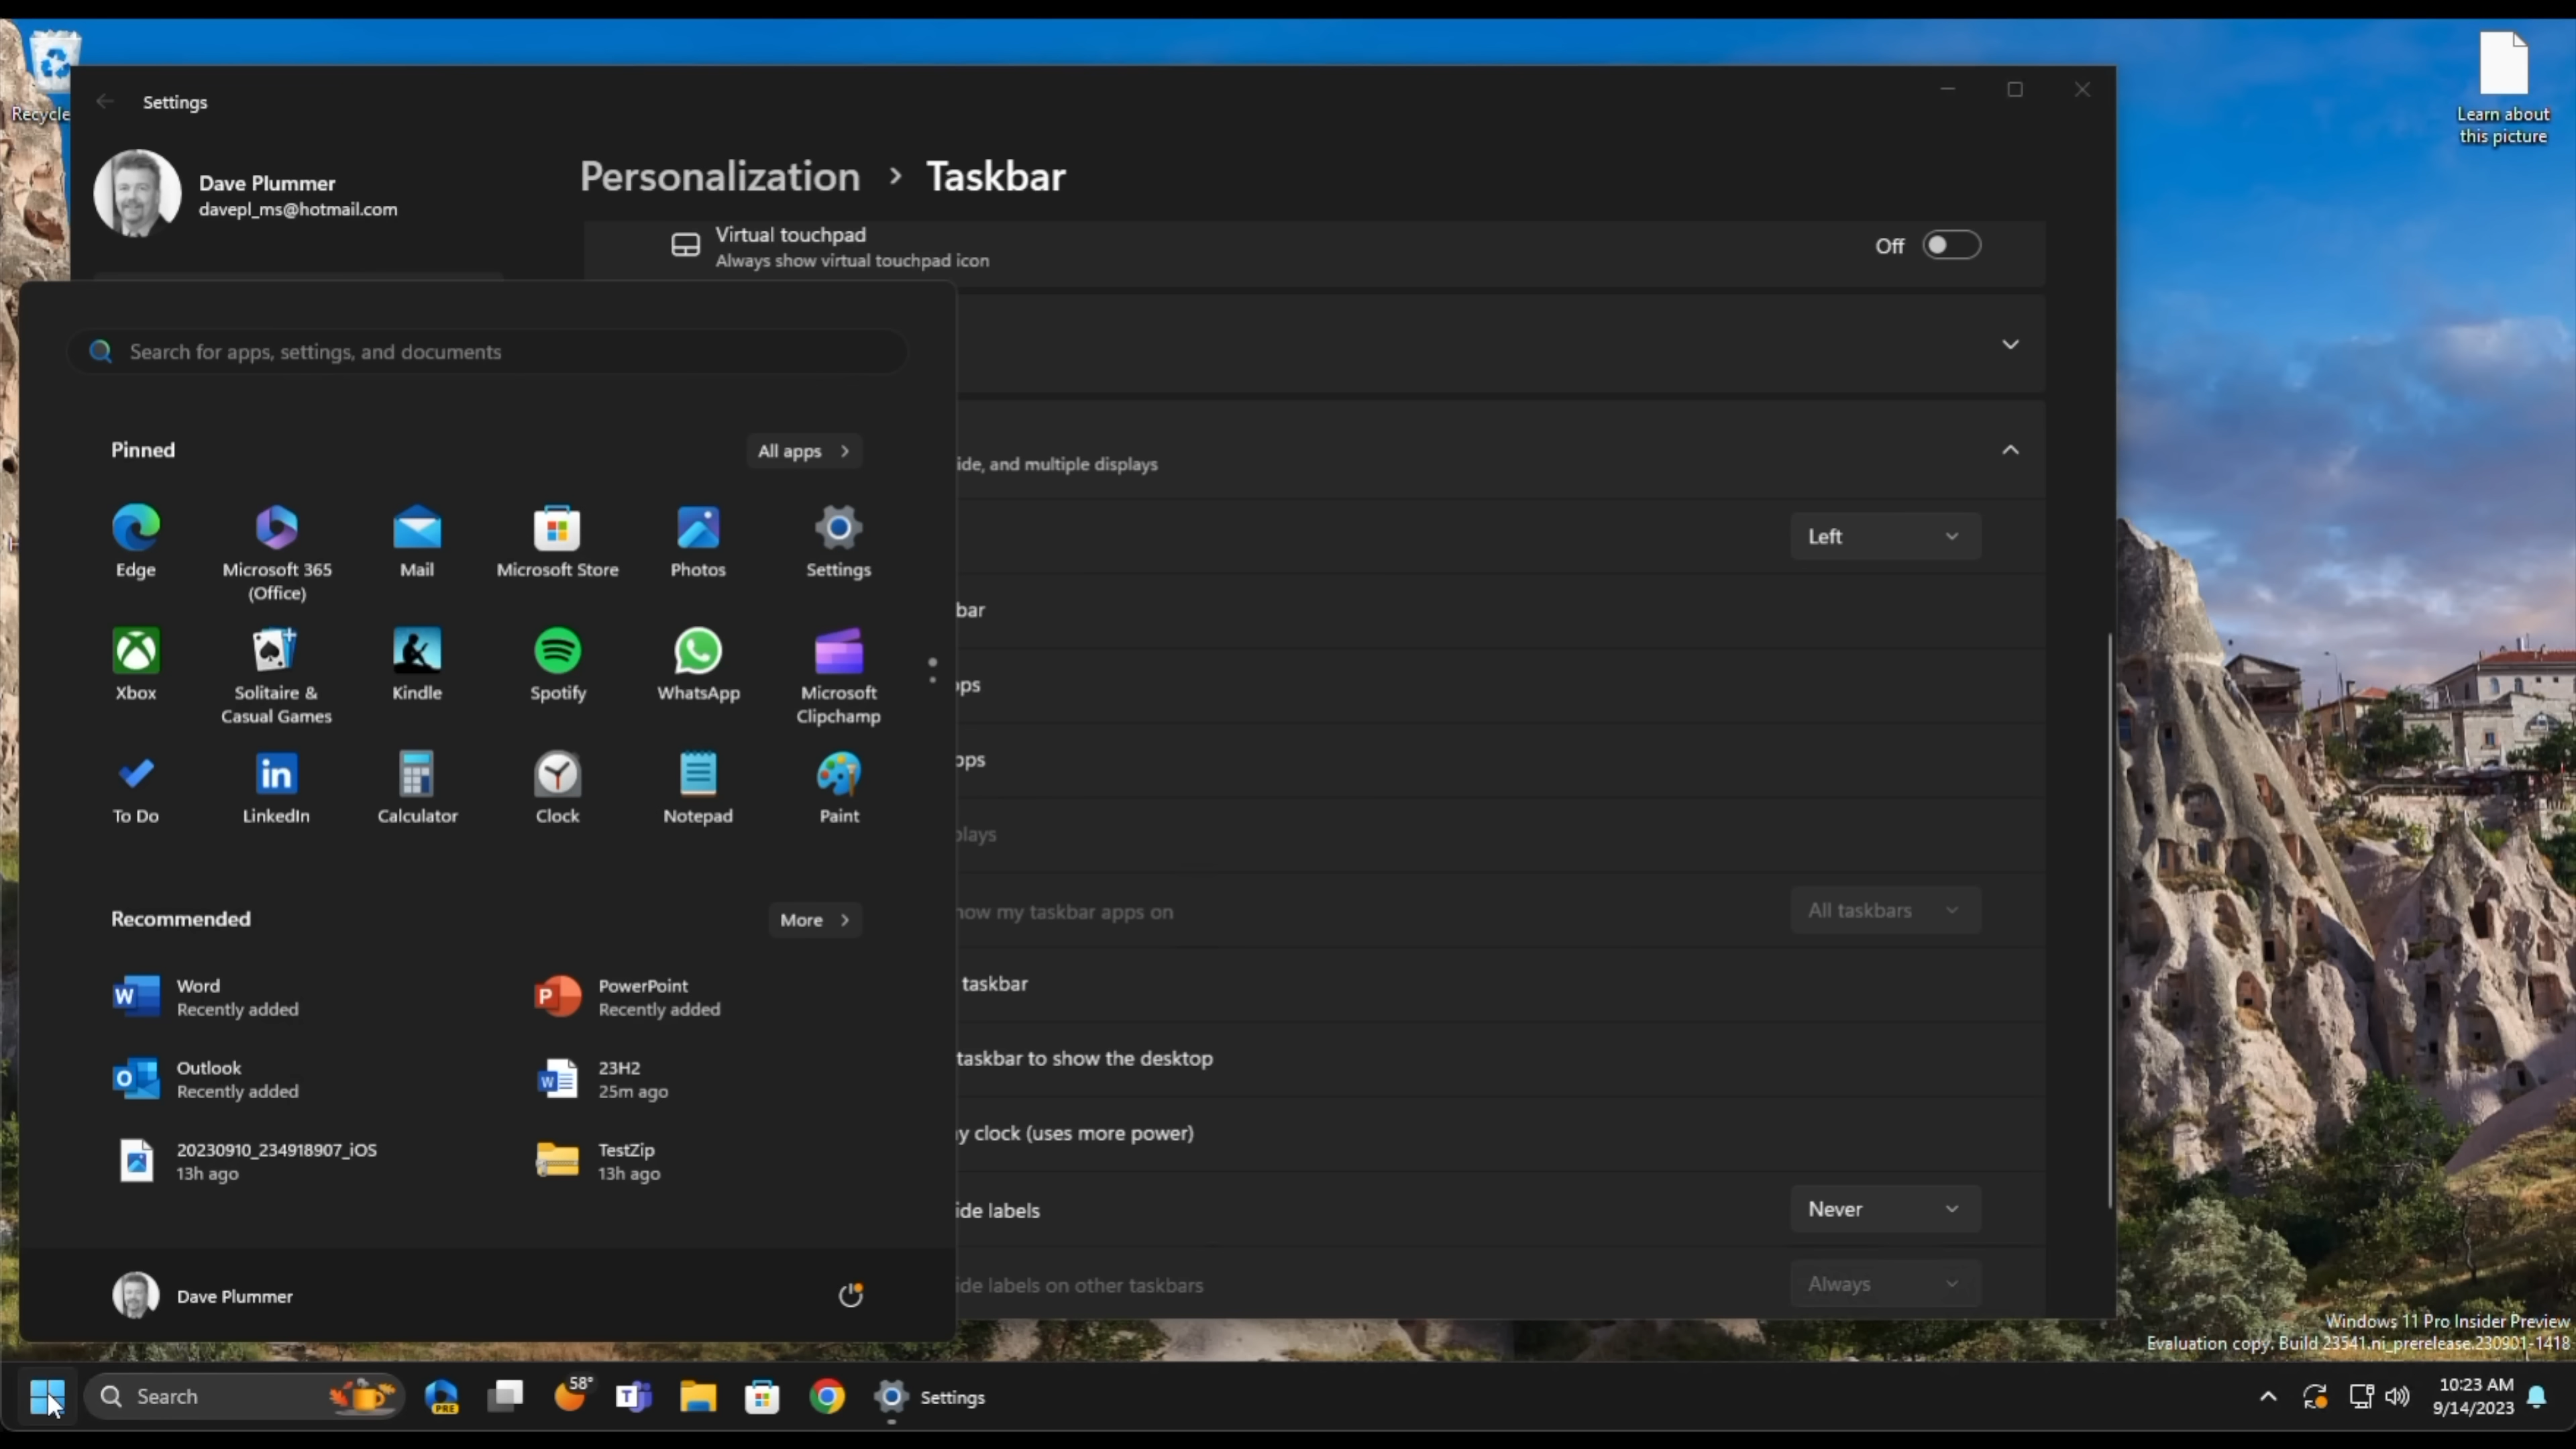 Recycle
Learn about
this picture
Settings
Dave Plummer
davepl_ms@hotmail.com
Personalization > Taskbar
Virtual touchpad
Always show virtual touchpad icon
Off
Search for apps, settings, and documents
Pinned
All apps
Edge
Microsoft 365
(Office)
Mail
Microsoft Store
Photos
Settings
Xbox
Solitaire &
Casual Games
Kindle
Spotify
WhatsApp
Microsoft
Clipchamp
To Do
LinkedIn
Calculator
Clock
Notepad
Paint
Recommended
More
Word
Recently added
PowerPoint
Recently added
Outlook
Recently added
23H2
25m ago
20230910_234918907_iOS
13h ago
TestZip
13h ago
Dave Plummer
ide, and multiple displays
Left
bar
ops
ops
plays
how my taskbar apps on
All taskbars
taskbar
taskbar to show the desktop
y clock (uses more power)
ide labels
Never
ide labels on other taskbars
Always
Windows 11 Pro Insider Preview
Evaluation copy. Build 23541.ni_prerelease.230901-1418
Search
PRE
58°
Settings
10:23 AM
9/14/2023